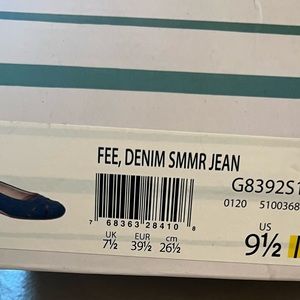 FEE, DENIM SMMR JEAN
G8392S1
0120 5100368
7 68363 28410 8
UK EUR cm US
7½ 39½ 26½ 9½